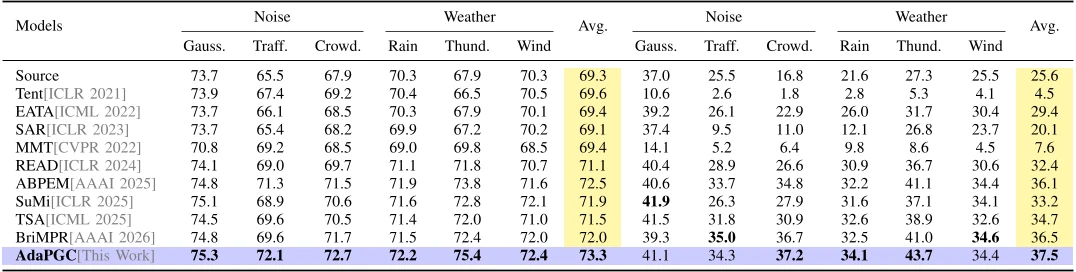 Models Noise Weather Avg. Noise Weather Avg.
Gauss. Traff. Crowd. Rain Thund. Wind Gauss. Traff. Crowd. Rain Thund. Wind
Source 73.7 65.5 67.9 70.3 67.9 70.3 69.3 37.0 25.5 16.8 21.6 27.3 25.5 25.6
Tent[ICLR 2021] 73.9 67.4 69.2 70.4 66.5 70.5 69.6 10.6 2.6 1.8 2.8 5.3 4.1 4.5
EATA[ICML 2022] 73.7 66.1 68.5 70.3 67.9 70.1 69.4 39.2 26.1 22.9 26.0 31.7 30.4 29.4
SAR[ICLR 2023] 73.7 65.4 68.2 69.9 67.2 70.2 69.1 37.4 9.5 11.0 12.1 26.8 23.7 20.1
MMT[CVPR 2022] 70.8 69.2 68.5 69.0 69.8 68.5 69.4 14.1 5.2 6.4 9.8 8.6 4.5 7.6
READ[ICLR 2024] 74.1 69.0 69.7 71.1 71.8 70.7 71.1 40.4 28.9 26.6 30.9 36.7 30.6 32.4
ABPEM[AAAI 2025] 74.8 71.3 71.5 71.9 73.8 71.6 72.5 40.6 33.7 34.8 32.2 41.1 34.4 36.1
SuMi[ICLR 2025] 75.1 68.9 70.6 71.6 72.8 72.1 71.9 41.9 26.3 27.9 31.6 37.1 34.1 33.2
TSA[ICML 2025] 74.5 69.6 70.5 71.4 72.0 71.0 71.5 41.5 31.8 30.9 32.6 38.9 32.6 34.7
BriMPR[AAAI 2026] 74.8 69.6 71.7 71.5 72.4 72.0 72.0 39.3 35.0 36.7 32.5 41.0 34.6 36.5
AdaPGC[This Work] 75.3 72.1 72.7 72.2 75.4 72.4 73.3 41.1 34.3 37.2 34.1 43.7 34.4 37.5